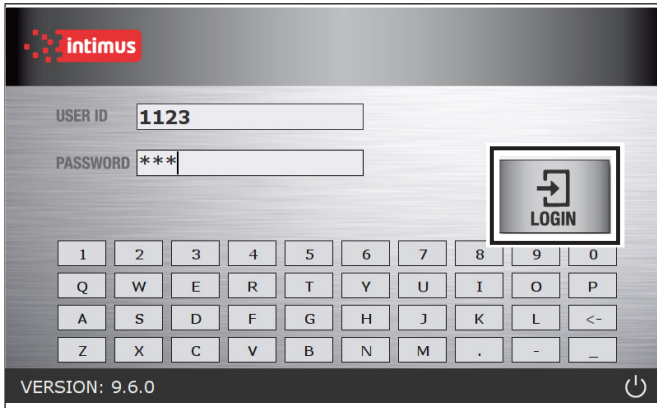 intimus
USER ID 1123
PASSWORD ***
LOGIN
1 2 3 4 5 6 7 8 9 0
Q W E R T Y U I O P
A S D F G H J K L <-
Z X C V B N M . - _
VERSION: 9.6.0